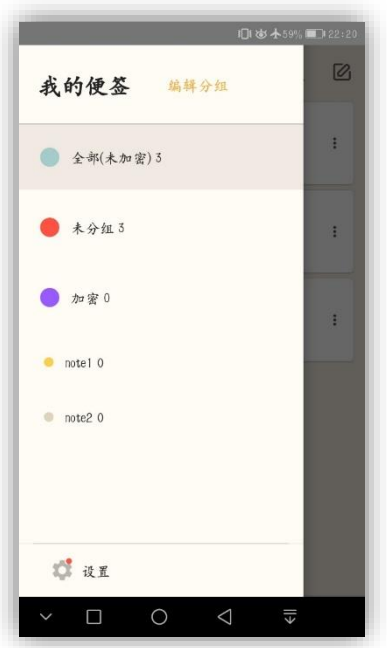 59% 22:20
我的便签 编辑分组
全部(未加密) 3
未分组 3
加密 0
note1 0
note2 0
设置